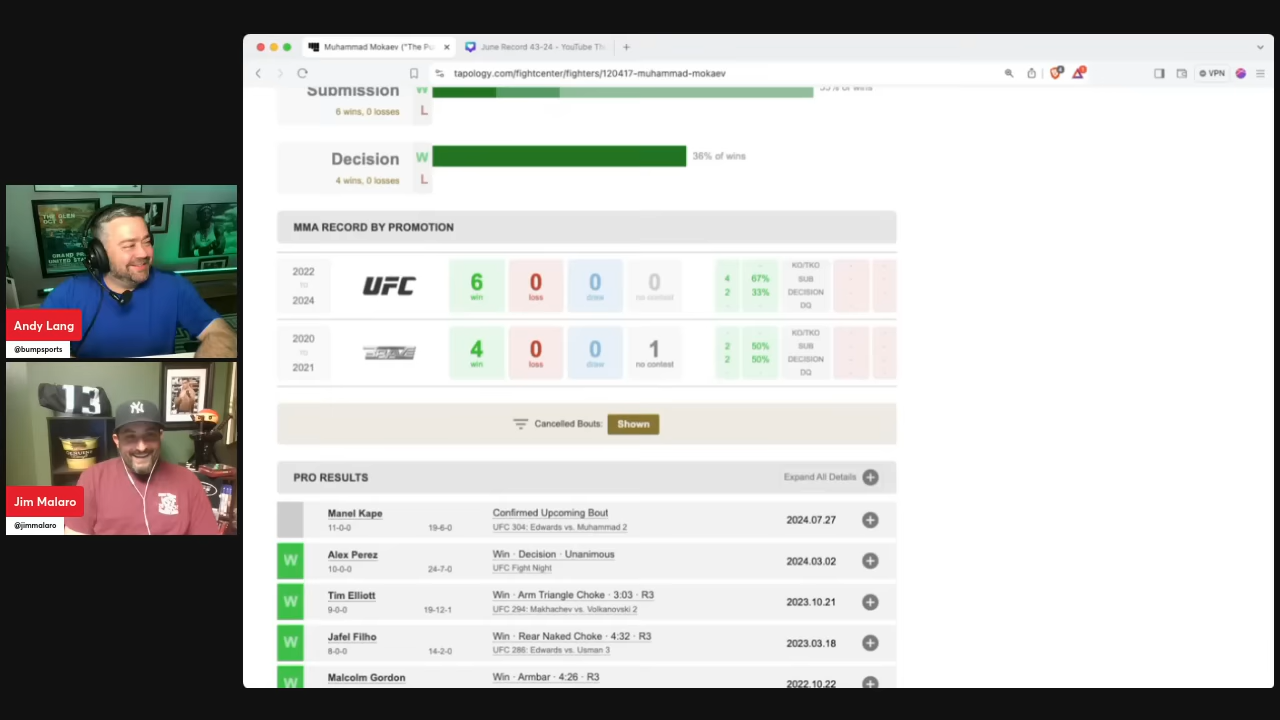 Muhammad Mokaev ("The Pu
June Record 43-24 - YouTube Th
tapology.com/fightcenter/fighters/120417-muhammad-mokaev
VPN
Submission W
6 wins, 0 losses L
Decision W 36% of wins
4 wins, 0 losses L
MMA RECORD BY PROMOTION
2022 TO 2024
UFC
6 win
0 loss
0 draw
0 no contest
4 67%
2 33%
KO/TKO
SUB
DECISION
DQ
2020 TO 2021
BRAVE
4 win
0 loss
0 draw
1 no contest
2 50%
2 50%
KO/TKO
SUB
DECISION
DQ
Cancelled Bouts: Shown
PRO RESULTS Expand All Details
Manel Kape Confirmed Upcoming Bout 2024.07.27
11-0-0 19-6-0 UFC 304: Edwards vs. Muhammad 2
W Alex Perez Win · Decision · Unanimous 2024.03.02
10-0-0 24-7-0 UFC Fight Night
W Tim Elliott Win · Arm Triangle Choke · 3:03 · R3 2023.10.21
9-0-0 19-12-1 UFC 294: Makhachev vs. Volkanovski 2
W Jafel Filho Win · Rear Naked Choke · 4:32 · R3 2023.03.18
8-0-0 14-2-0 UFC 286: Edwards vs. Usman 3
W Malcolm Gordon Win · Armbar · 4:26 · R3 2022.10.22
THE GLEN
OCT 3
GRAND PR
Andy Lang
@bumpsports
13
NY
Jim Malaro
@jimmalaro